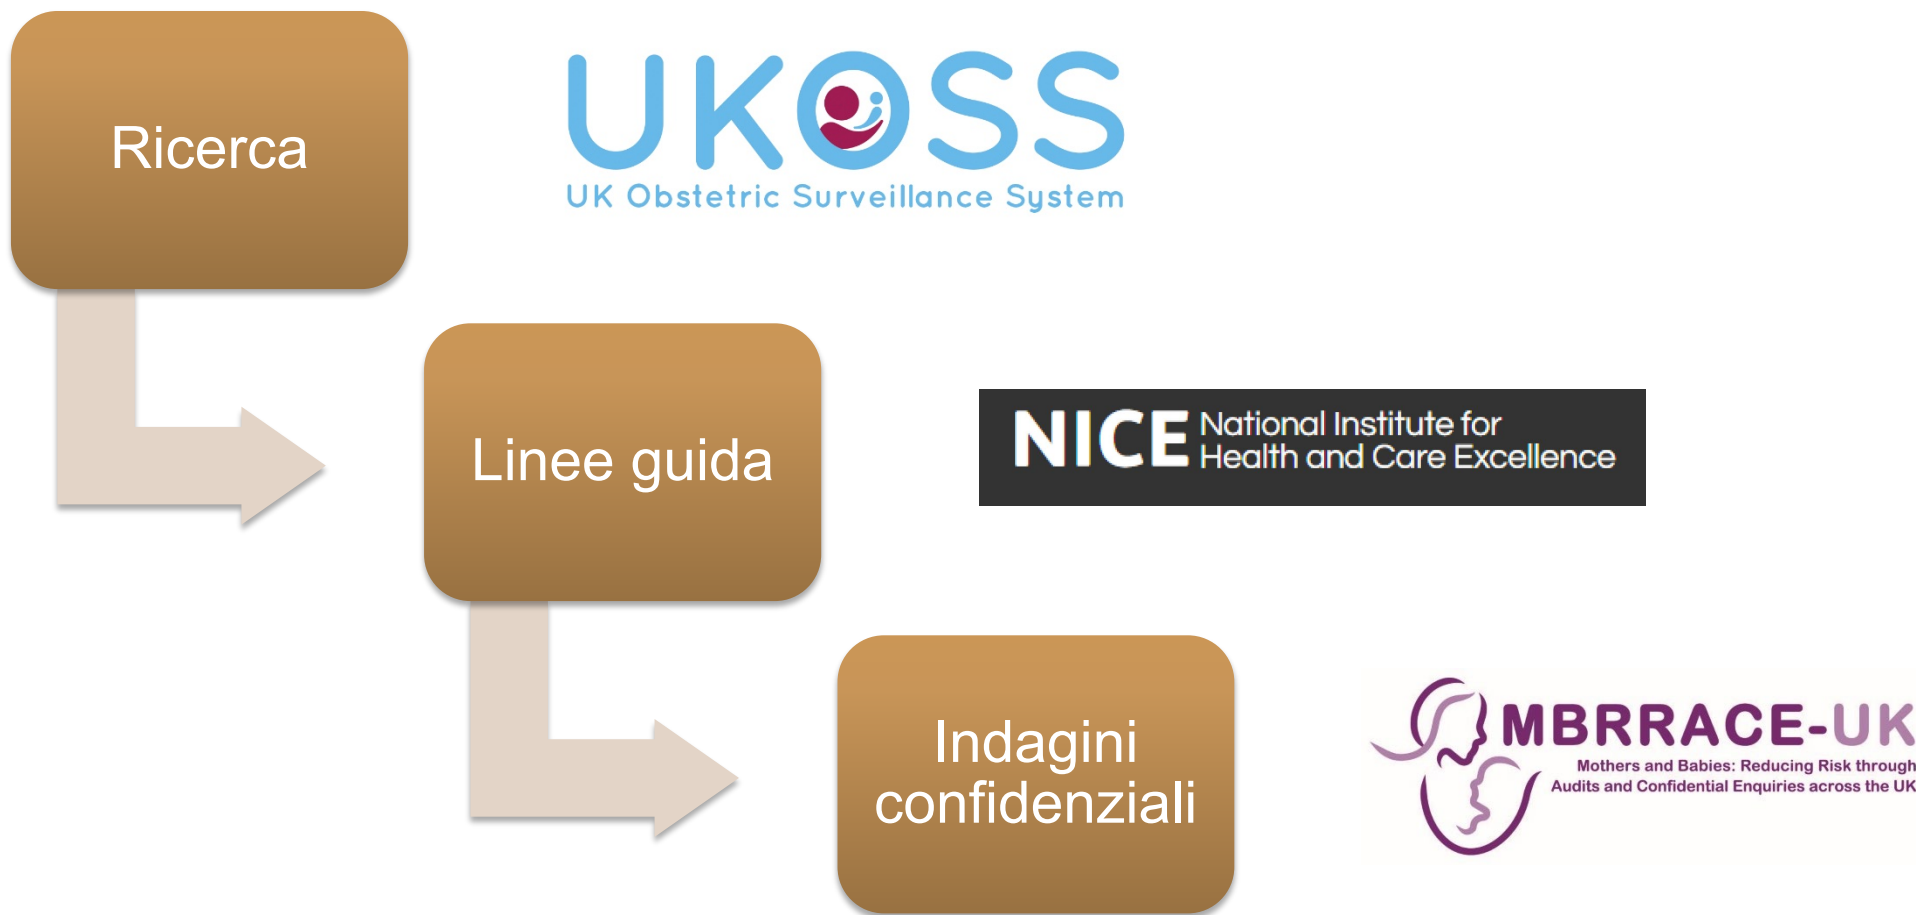 Ricerca
UKOSS
UK Obstetric Surveillance System
Linee guida
NICE National Institute for
Health and Care Excellence
Indagini
confidenziali
MBRRACE-UK
Mothers and Babies: Reducing Risk through
Audits and Confidential Enquiries across the UK